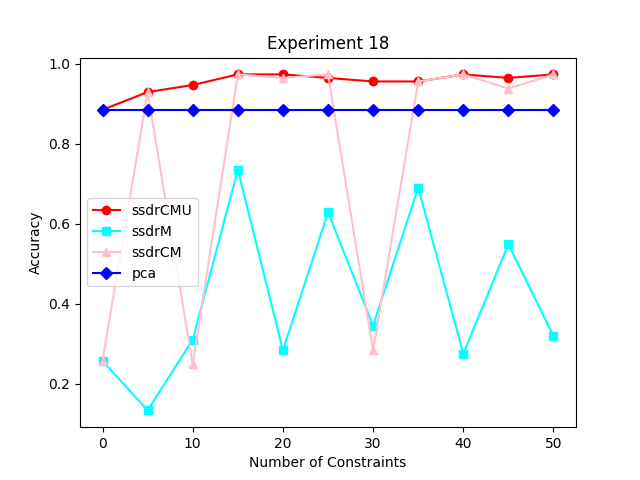 Experiment 18
Accuracy
1.0
0.8
0.6
0.4
0.2
ssdrCMU
ssdrM
ssdrCM
pca
0 10 20 30 40 50
Number of Constraints